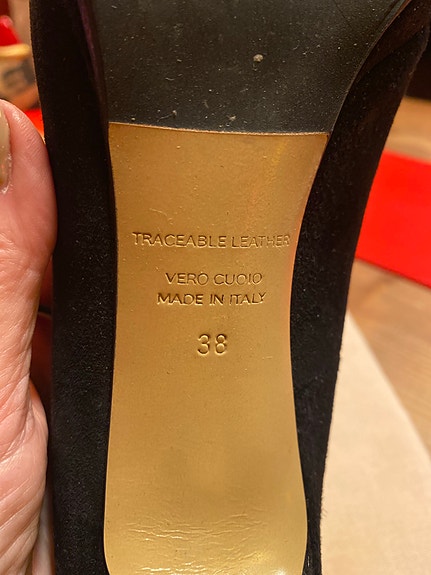 TRACEABLE LEATHER
VERO CUOIO
MADE IN ITALY
38